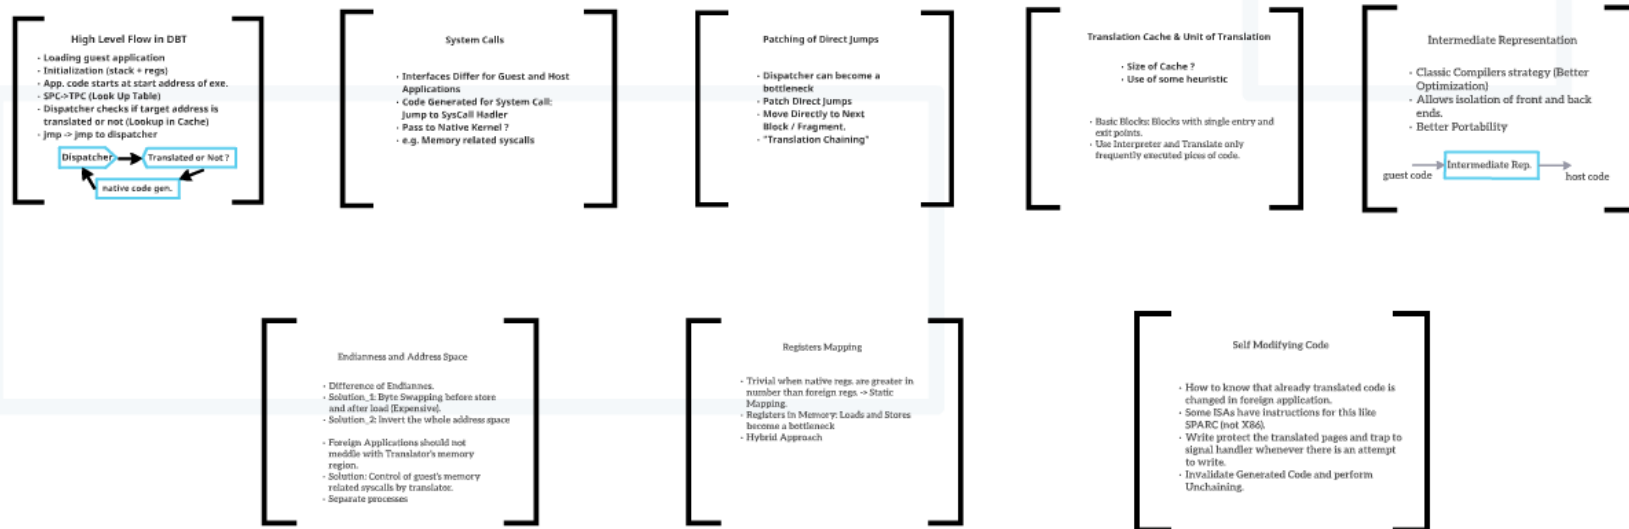 High Level Flow in DBT
· Loading guest application
· Initialization (stack + regs)
· App. code starts at start address of exe.
· SPC->TPC (Look Up Table)
· Dispatcher checks if target address is
translated or not (Lookup in Cache)
· jmp -> jmp to dispatcher
Dispatcher
Translated or Not ?
native code gen.
System Calls
· Interfaces Differ for Guest and Host
Applications
· Code Generated for System Call:
Jump to SysCall Hadler
· Pass to Native Kernel ?
· e.g. Memory related syscalls
Patching of Direct Jumps
· Dispatcher can become a
bottleneck
· Patch Direct Jumps
· Move Directly to Next
Block / Fragment.
· "Translation Chaining"
Translation Cache & Unit of Translation
· Size of Cache ?
· Use of some heuristic
· Basic Blocks: Blocks with single entry and
exit points.
· Use Interpreter and Translate only
frequently executed pices of code.
Intermediate Representation
· Classic Compilers strategy (Better
Optimization)
· Allows isolation of front and back
ends.
· Better Portability
guest code
Intermediate Rep.
host code
Endianness and Address Space
· Difference of Endiannes.
· Solution_1: Byte Swapping before store
and after load (Expensive).
· Solution_2: Invert the whole address space
· Foreign Applications should not
meddle with Translator's memory
region.
· Solution: Control of guest's memory
related syscalls by translator.
· Separate processes
Registers Mapping
· Trivial when native regs. are greater in
number than foreign regs. -> Static
Mapping.
· Registers in Memory: Loads and Stores
become a bottleneck
· Hybrid Approach
Self Modifying Code
· How to know that already translated code is
changed in foreign application.
· Some ISAs have instructions for this like
SPARC (not X86).
· Write protect the translated pages and trap to
signal handler whenever there is an attempt
to write.
· Invalidate Generated Code and perform
Unchaining.